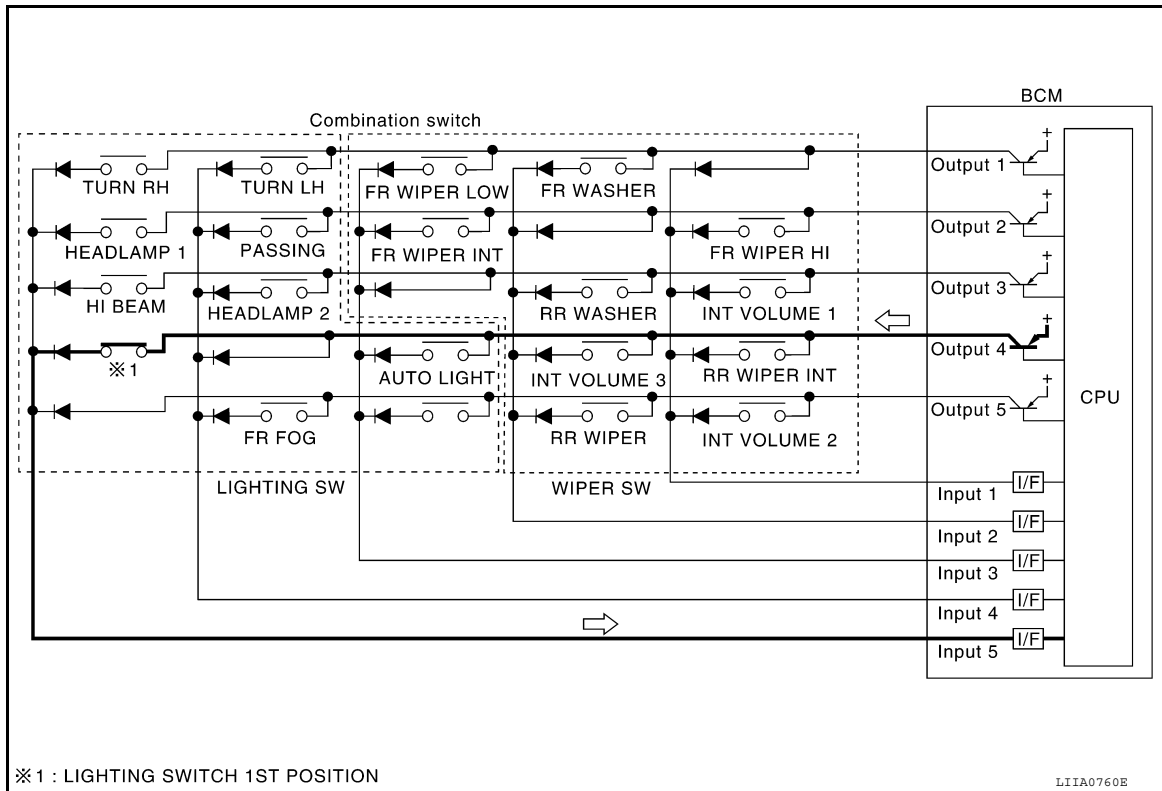 BCM
Combination switch
Output 1
TURN RH
TURN LH
FR WIPER LOW
FR WASHER
Output 2
HEADLAMP 1
PASSING
FR WIPER INT
FR WIPER HI
Output 3
HI BEAM
HEADLAMP 2
RR WASHER
INT VOLUME 1
Output 4
※1
AUTO LIGHT
INT VOLUME 3
RR WIPER INT
CPU
Output 5
FR FOG
RR WIPER
INT VOLUME 2
LIGHTING SW
WIPER SW
Input 1
I/F
Input 2
I/F
Input 3
I/F
Input 4
I/F
Input 5
I/F
+
+
+
+
+
※1 : LIGHTING SWITCH 1ST POSITION
LIIA0760E